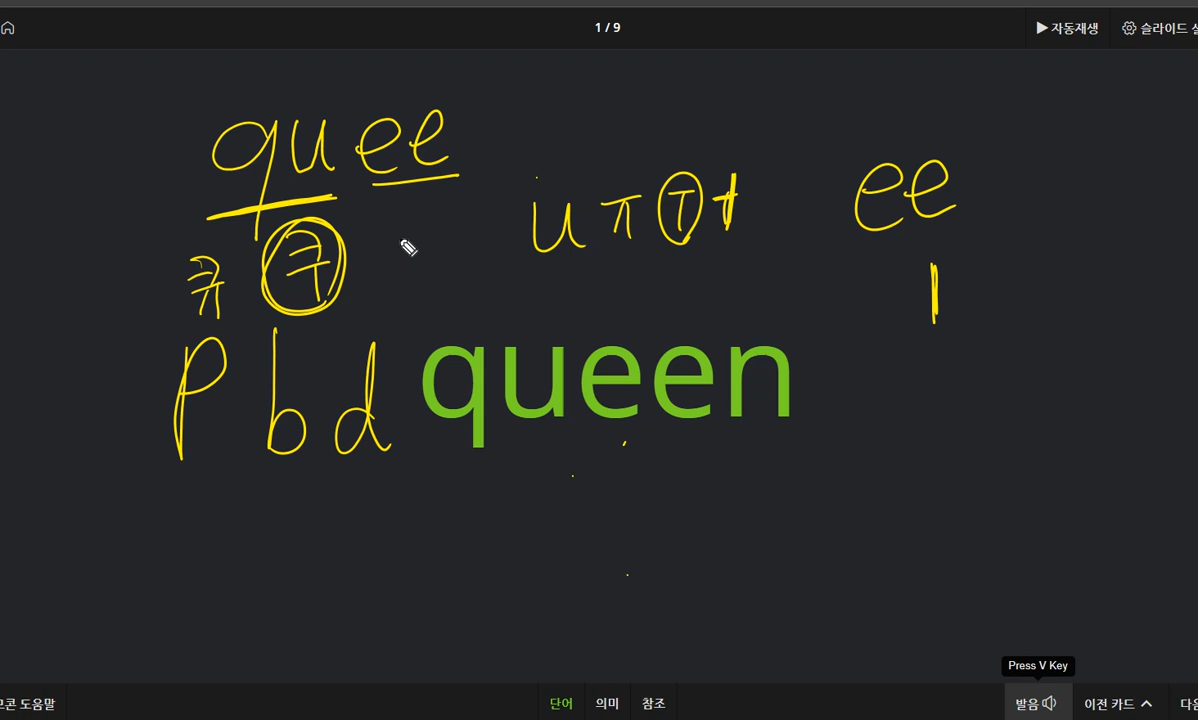 1 / 9
▶ 자동재생
슬라이드
quee
u ㅠ ㅜ ㅓ
ee
ㅣ
퀴 쿠
P b d
queen
Press V Key
도움말
단어 의미 참조
발음
이전 카드